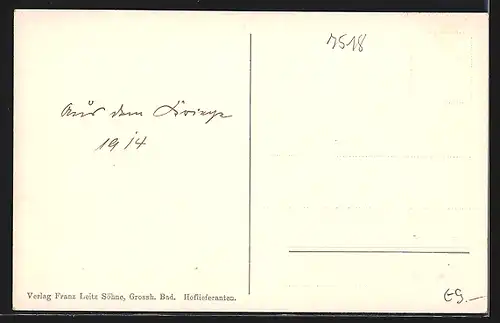 7518
Aus dem Kriege
1914
Verlag Franz Leitz Söhne, Grossh. Bad. Hoflieferanten.